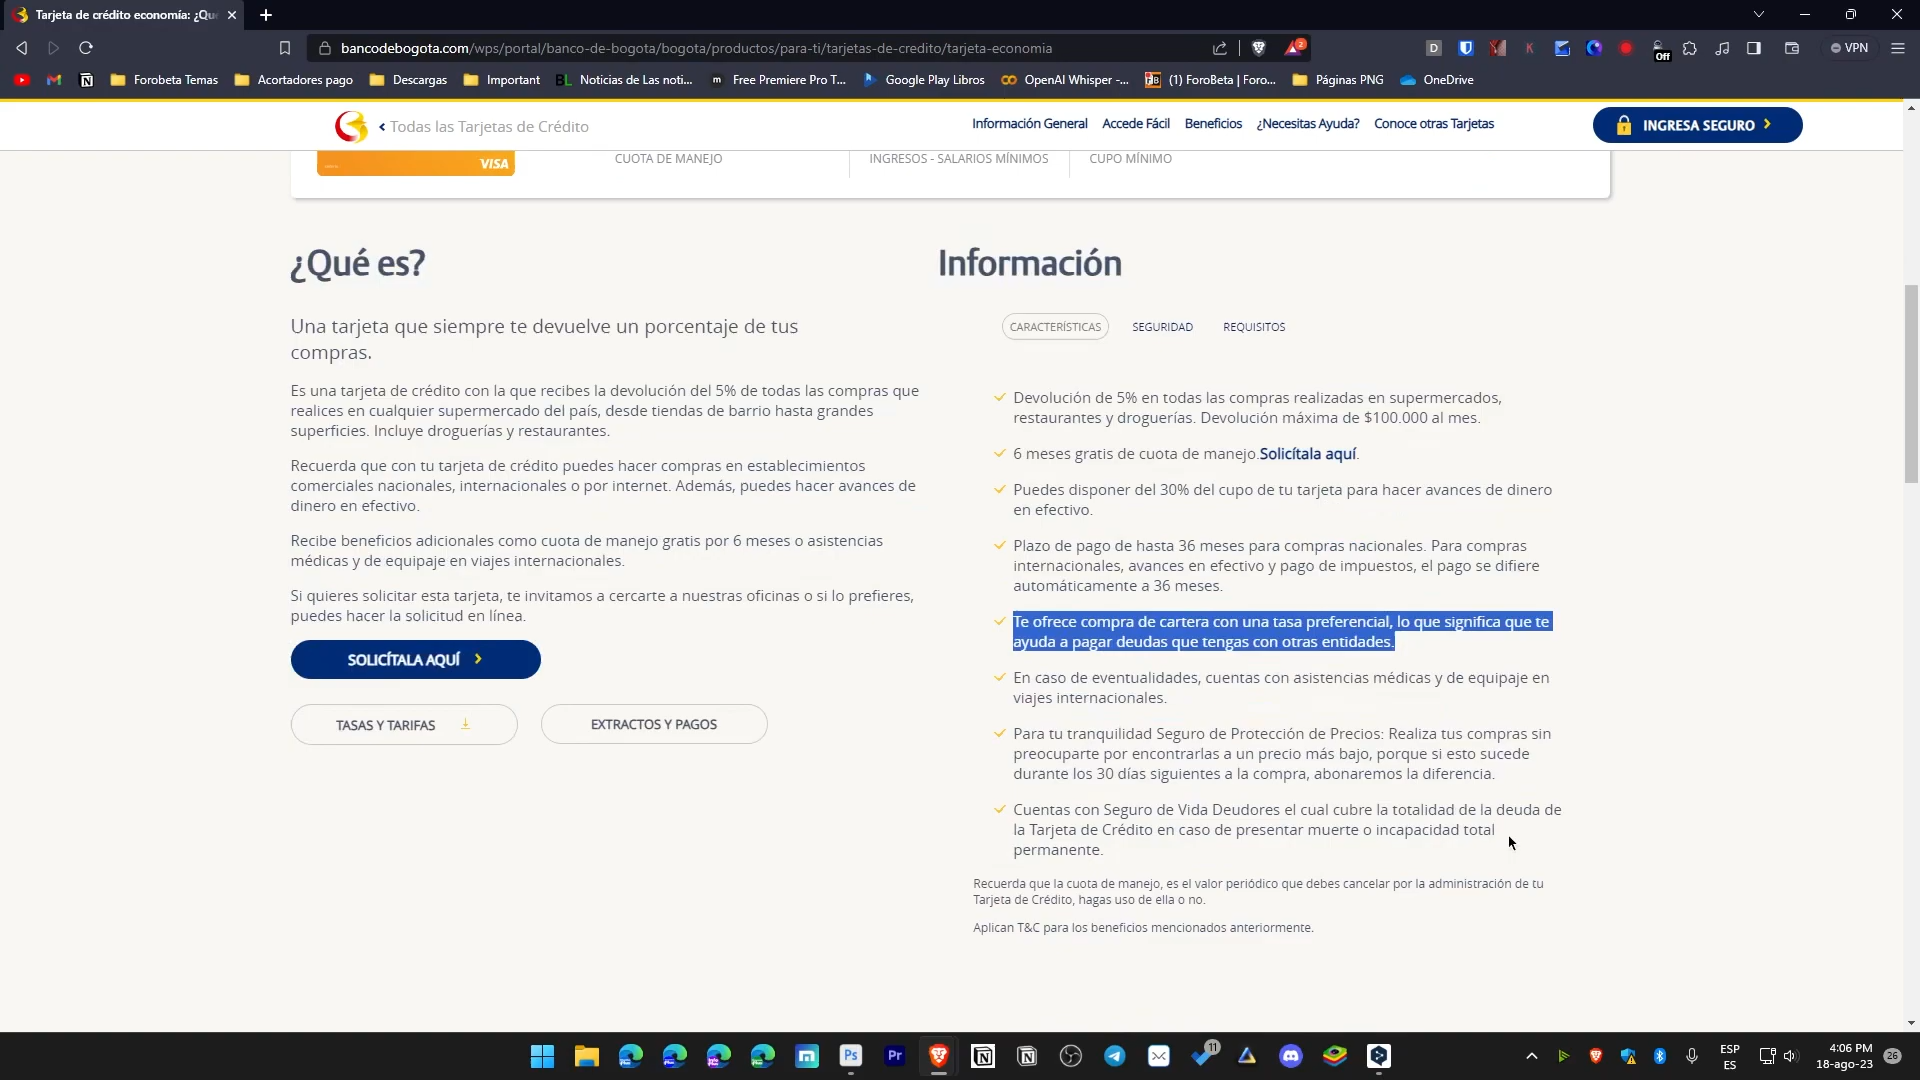 Tarjeta de crédito economía: ¿Qu
bancodebogota.com/wps/portal/banco-de-bogota/bogota/productos/para-ti/tarjetas-de-credito/tarjeta-economia
D
K
Off
2
VPN
Forobeta Temas
Acortadores pago
Descargas
Important
BL Noticias de Las noti...
m Free Premiere Pro T...
Google Play Libros
OpenAI Whisper -...
(1) ForoBeta | Foro...
Páginas PNG
OneDrive
Todas las Tarjetas de Crédito
Información General
Accede Fácil
Beneficios
¿Necesitas Ayuda?
Conoce otras Tarjetas
INGRESA SEGURO
VISA
CUOTA DE MANEJO
INGRESOS - SALARIOS MÍNIMOS
CUPO MÍNIMO
¿Qué es?
Una tarjeta que siempre te devuelve un porcentaje de tus
compras.
Es una tarjeta de crédito con la que recibes la devolución del 5% de todas las compras que
realices en cualquier supermercado del país, desde tiendas de barrio hasta grandes
superficies. Incluye droguerías y restaurantes.
Recuerda que con tu tarjeta de crédito puedes hacer compras en establecimientos
comerciales nacionales, internacionales o por internet. Además, puedes hacer avances de
dinero en efectivo.
Recibe beneficios adicionales como cuota de manejo gratis por 6 meses o asistencias
médicas y de equipaje en viajes internacionales.
Si quieres solicitar esta tarjeta, te invitamos a cercarte a nuestras oficinas o si lo prefieres,
puedes hacer la solicitud en línea.
SOLICÍTALA AQUÍ
TASAS Y TARIFAS
EXTRACTOS Y PAGOS
Información
CARACTERÍSTICAS
SEGURIDAD
REQUISITOS
Devolución de 5% en todas las compras realizadas en supermercados,
restaurantes y droguerías. Devolución máxima de $100.000 al mes.
6 meses gratis de cuota de manejo.Solicítala aquí.
Puedes disponer del 30% del cupo de tu tarjeta para hacer avances de dinero
en efectivo.
Plazo de pago de hasta 36 meses para compras nacionales. Para compras
internacionales, avances en efectivo y pago de impuestos, el pago se difiere
automáticamente a 36 meses.
Te ofrece compra de cartera con una tasa preferencial, lo que significa que te
ayuda a pagar deudas que tengas con otras entidades.
En caso de eventualidades, cuentas con asistencias médicas y de equipaje en
viajes internacionales.
Para tu tranquilidad Seguro de Protección de Precios: Realiza tus compras sin
preocuparte por encontrarlas a un precio más bajo, porque si esto sucede
durante los 30 días siguientes a la compra, abonaremos la diferencia.
Cuentas con Seguro de Vida Deudores el cual cubre la totalidad de la deuda de
la Tarjeta de Crédito en caso de presentar muerte o incapacidad total
permanente.
Recuerda que la cuota de manejo, es el valor periódico que debes cancelar por la administración de tu
Tarjeta de Crédito, hagas uso de ella o no.
Aplican T&C para los beneficios mencionados anteriormente.
Ps
Pr
11
ESP
ES
4:06 PM
18-ago-23
26